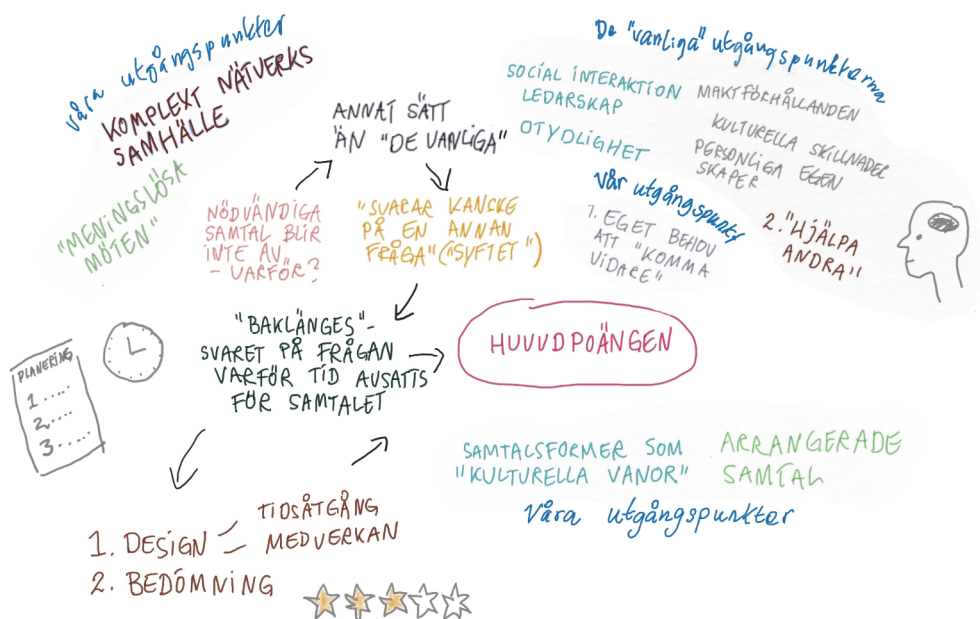 våra utgångspunkter
KOMPLEXT NÄTVERKS
SAMHÄLLE
"MENINGSLÖSA
MÖTEN"
ANNAT SÄTT
ÄN "DE VANLIGA"
De "vanliga" utgångspunkterna
SOCIAL INTERAKTION
LEDARSKAP
OTYDLIGHET
MAKTFÖRHÅLLANDEN
KULTURELLA SKILLNADER
PERSONLIGA EGEN
SKAPER
Vår utgångspunkt
1. EGET BEHOV
ATT "KOMMA
VIDARE"
2. "HJÄLPA
ANDRA"
NÖDVÄNDIGA
SAMTAL BLIR
INTE AV
- VARFÖR?
"SVARAR KANSKE
PÅ EN ANNAN
FRÅGA" ("SYFTET")
"BAKLÄNGES"-
SVARET PÅ FRÅGAN
VARFÖR TID AVSATTS
FÖR SAMTALET
HUVUDPOÄNGEN
PLANERING
1.....
2....
3.....
SAMTALSFORMER SOM
"KULTURELLA VANOR"
ARRANGERADE
SAMTAL
Våra utgångspunkter
1. DESIGN
TIDSÅTGÅNG
MEDVERKAN
2. BEDÖMNING